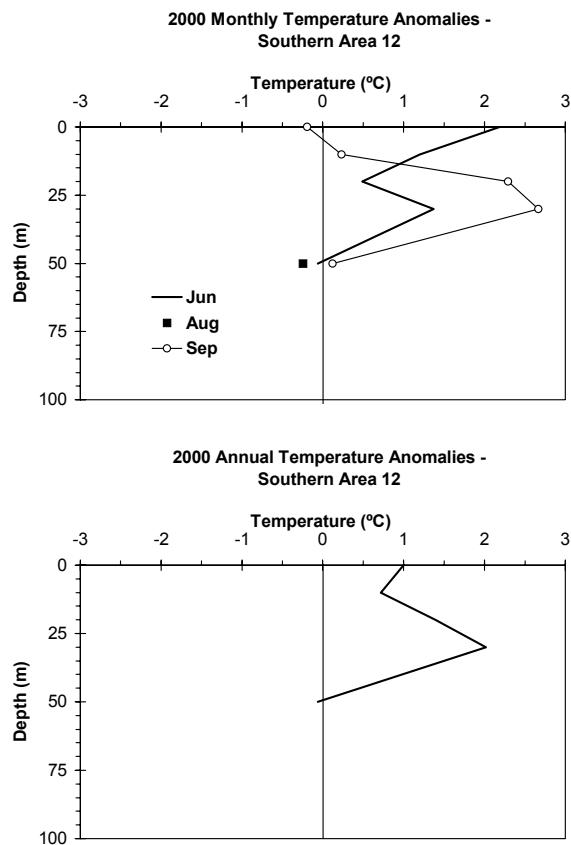 2000 Monthly Temperature Anomalies -
Southern Area 12
Temperature (ºC)
-3 -2 -1 0 1 2 3
0
25
50
75
100
Depth (m)
Jun
Aug
Sep
2000 Annual Temperature Anomalies -
Southern Area 12
Temperature (ºC)
-3 -2 -1 0 1 2 3
0
25
50
75
100
Depth (m)